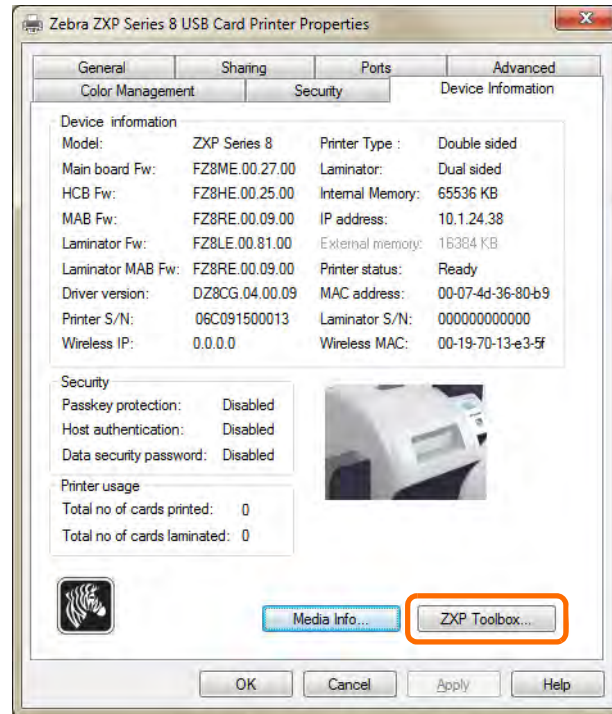 Zebra ZXP Series 8 USB Card Printer Properties
General Sharing Ports Advanced
Color Management Security Device Information
Device information
Model: ZXP Series 8 Printer Type : Double sided
Main board Fw: FZ8ME.00.27.00 Laminator: Dual sided
HCB Fw: FZ8HE.00.25.00 Internal Memory: 65536 KB
MAB Fw: FZ8RE.00.09.00 IP address: 10.1.24.38
Laminator Fw: FZ8LE.00.81.00 External memory: 16384 KB
Laminator MAB Fw: FZ8RE.00.09.00 Printer status: Ready
Driver version: DZ8CG.04.00.09 MAC address: 00-07-4d-36-80-b9
Printer S/N: 06C091500013 Laminator S/N: 000000000000
Wireless IP: 0.0.0.0 Wireless MAC: 00-19-70-13-e3-5f
Security
Passkey protection: Disabled
Host authentication: Disabled
Data security password: Disabled
Printer usage
Total no of cards printed: 0
Total no of cards laminated: 0
Media Info... ZXP Toolbox...
OK Cancel Apply Help